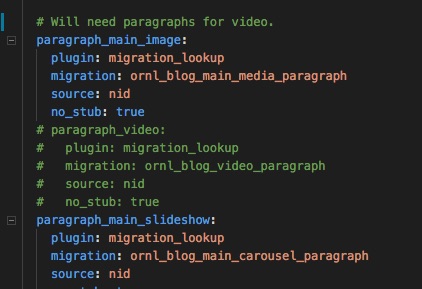 # Will need paragraphs for video.
paragraph_main_image:
plugin: migration_lookup
migration: ornl_blog_main_media_paragraph
source: nid
no_stub: true
# paragraph_video:
#   plugin: migration_lookup
#   migration: ornl_blog_video_paragraph
#   source: nid
#   no_stub: true
paragraph_main_slideshow:
plugin: migration_lookup
migration: ornl_blog_main_carousel_paragraph
source: nid